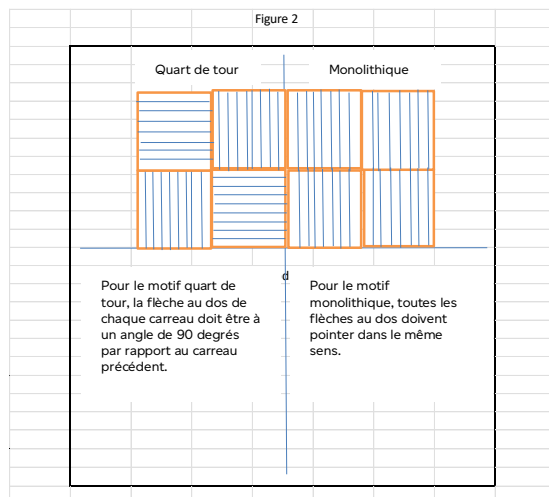 Figure 2
Quart de tour
Monolithique
d
Pour le motif quart de
tour, la flèche au dos de
chaque carreau doit être à
un angle de 90 degrés
par rapport au carreau
précédent.
Pour le motif
monolithique, toutes les
flèches au dos doivent
pointer dans le même
sens.